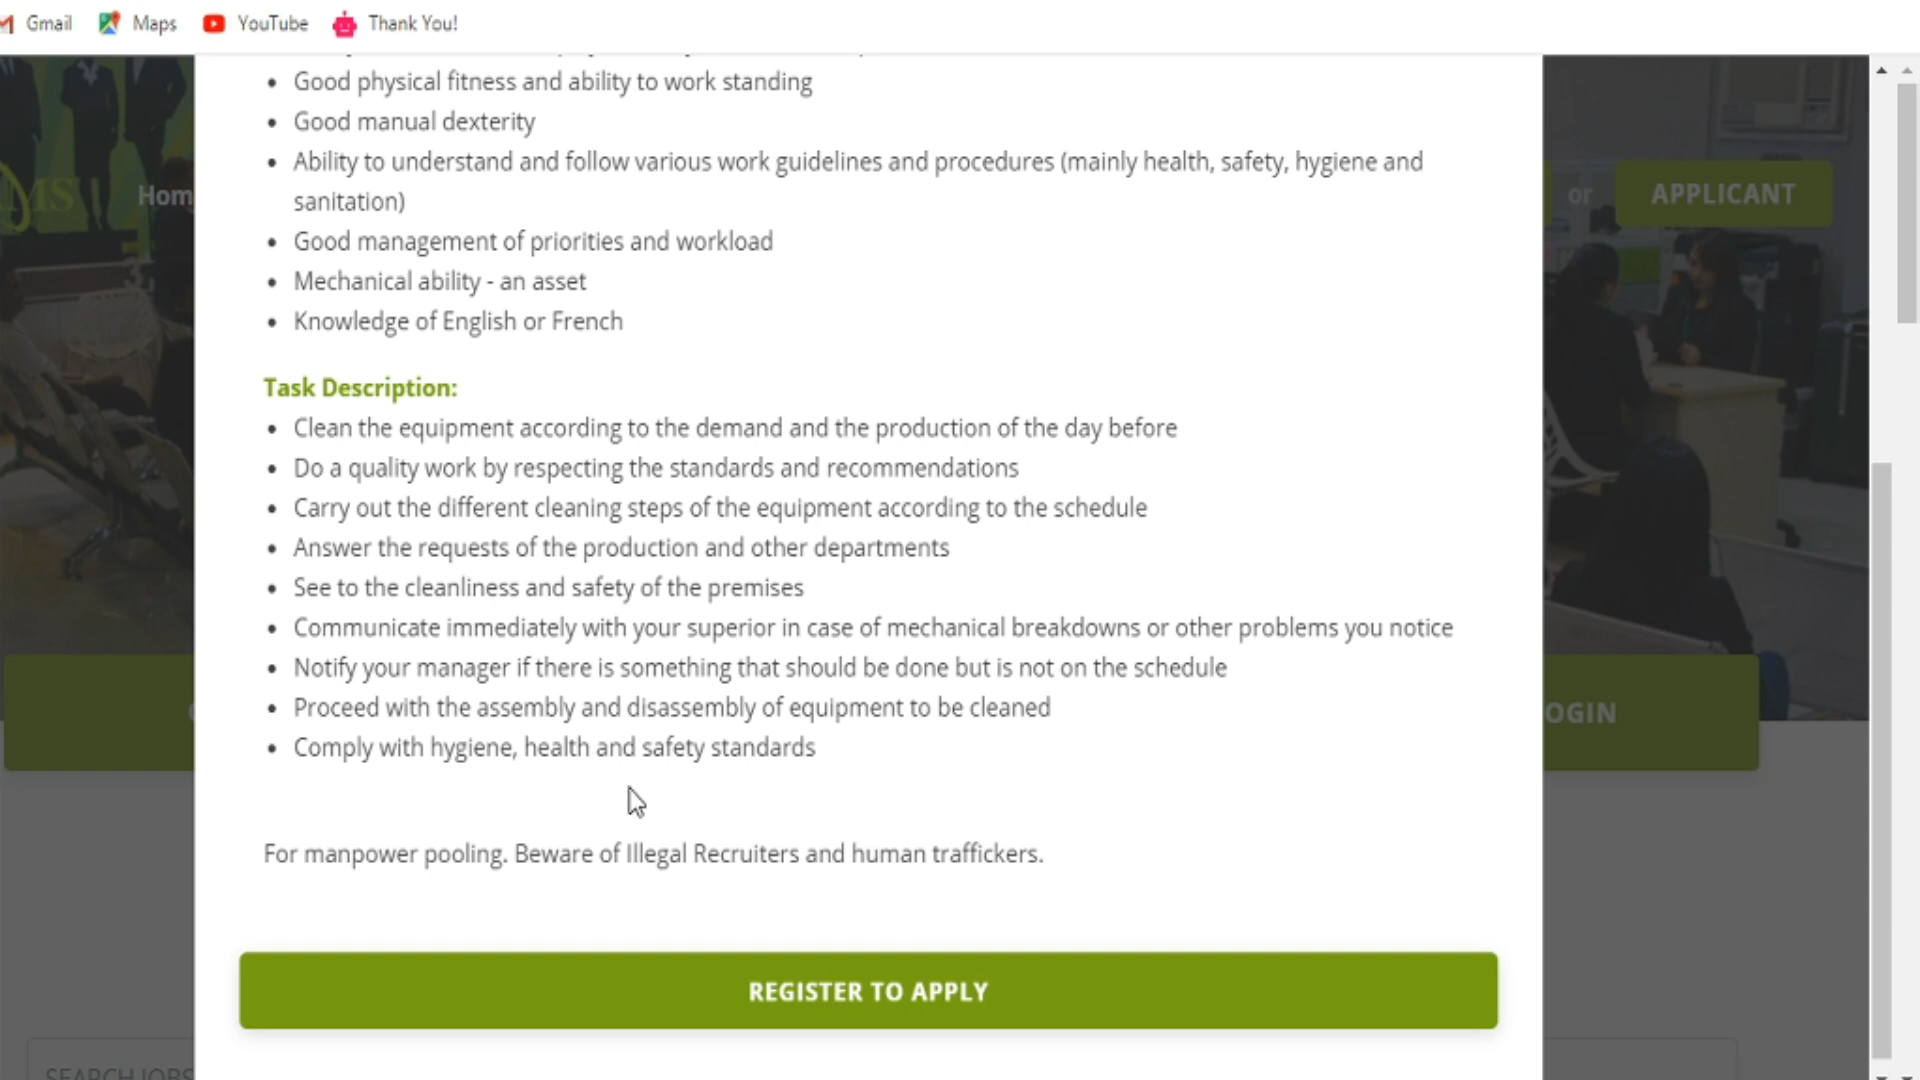 Gmail
Maps
YouTube
Thank You!
Good physical fitness and ability to work standing
Good manual dexterity
Ability to understand and follow various work guidelines and procedures (mainly health, safety, hygiene and
sanitation)
MS
Hom
or
APPLICANT
Good management of priorities and workload
Mechanical ability - an asset
Knowledge of English or French
Task Description:
Clean the equipment according to the demand and the production of the day before
Do a quality work by respecting the standards and recommendations
Carry out the different cleaning steps of the equipment according to the schedule
Answer the requests of the production and other departments
See to the cleanliness and safety of the premises
Communicate immediately with your superior in case of mechanical breakdowns or other problems you notice
Notify your manager if there is something that should be done but is not on the schedule
Proceed with the assembly and disassembly of equipment to be cleaned
OGIN
Comply with hygiene, health and safety standards
For manpower pooling. Beware of Illegal Recruiters and human traffickers.
REGISTER TO APPLY
SEARCH JOBS